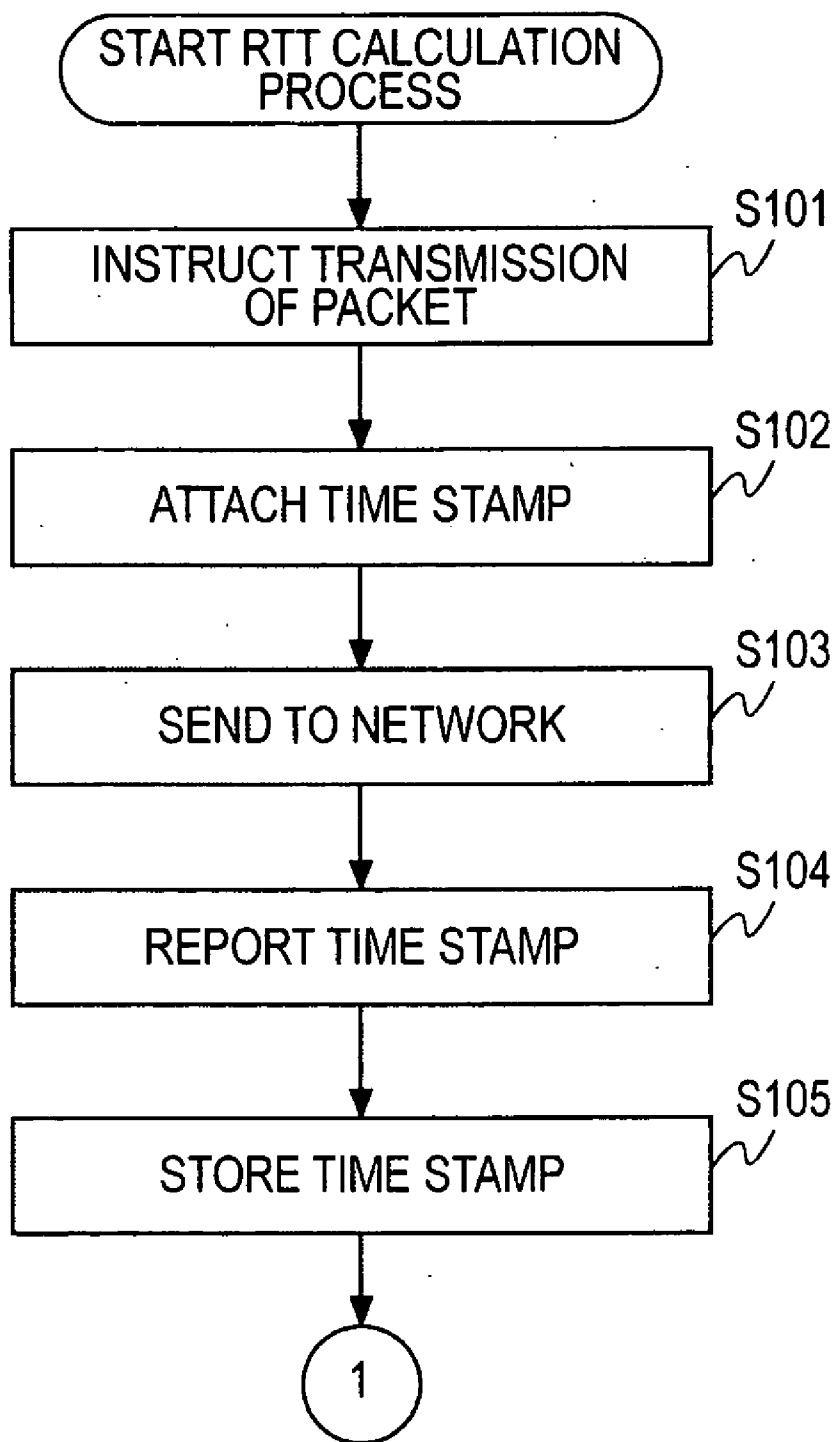 START RTT CALCULATION
PROCESS
S101
INSTRUCT TRANSMISSION
OF PACKET
S102
ATTACH TIME STAMP
S103
SEND TO NETWORK
S104
REPORT TIME STAMP
S105
STORE TIME STAMP
1